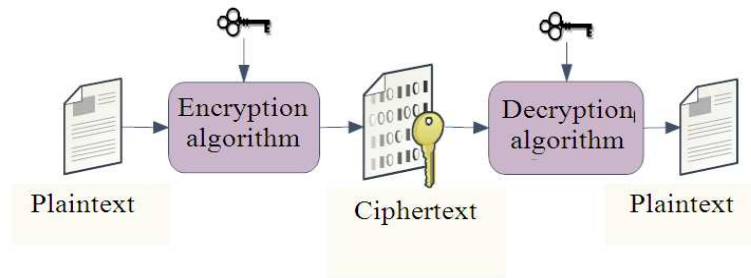 Encryption
algorithm
Decryption
algorithm
Plaintext
Ciphertext
Plaintext